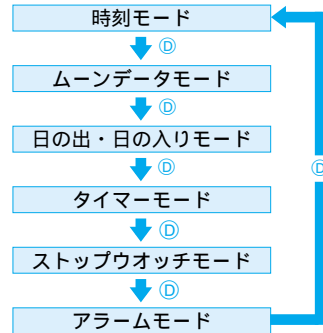 時刻モード
Ⓓ
ムーンデータモード
Ⓓ
日の出・日の入りモード
Ⓓ
Ⓓ
タイマーモード
Ⓓ
ストップウオッチモード
Ⓓ
アラームモード